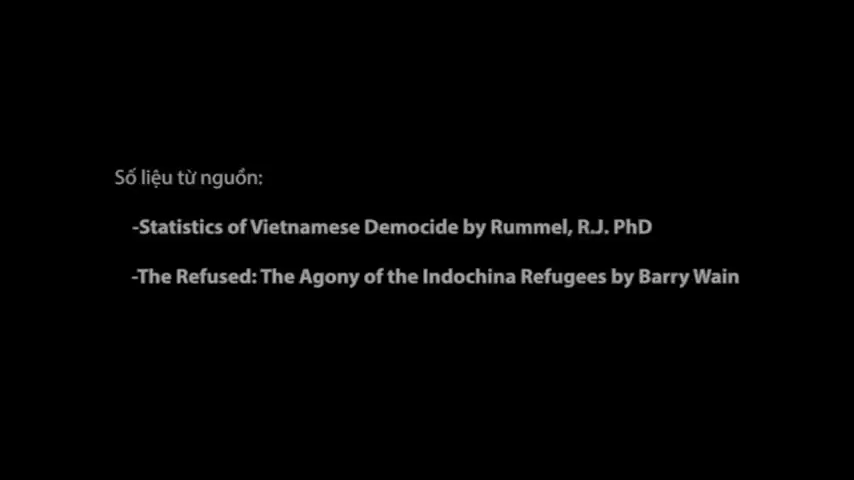 Số liệu từ nguồn:
-Statistics of Vietnamese Democide by Rummel, R.J. PhD
-The Refused: The Agony of the Indochina Refugees by Barry Wain